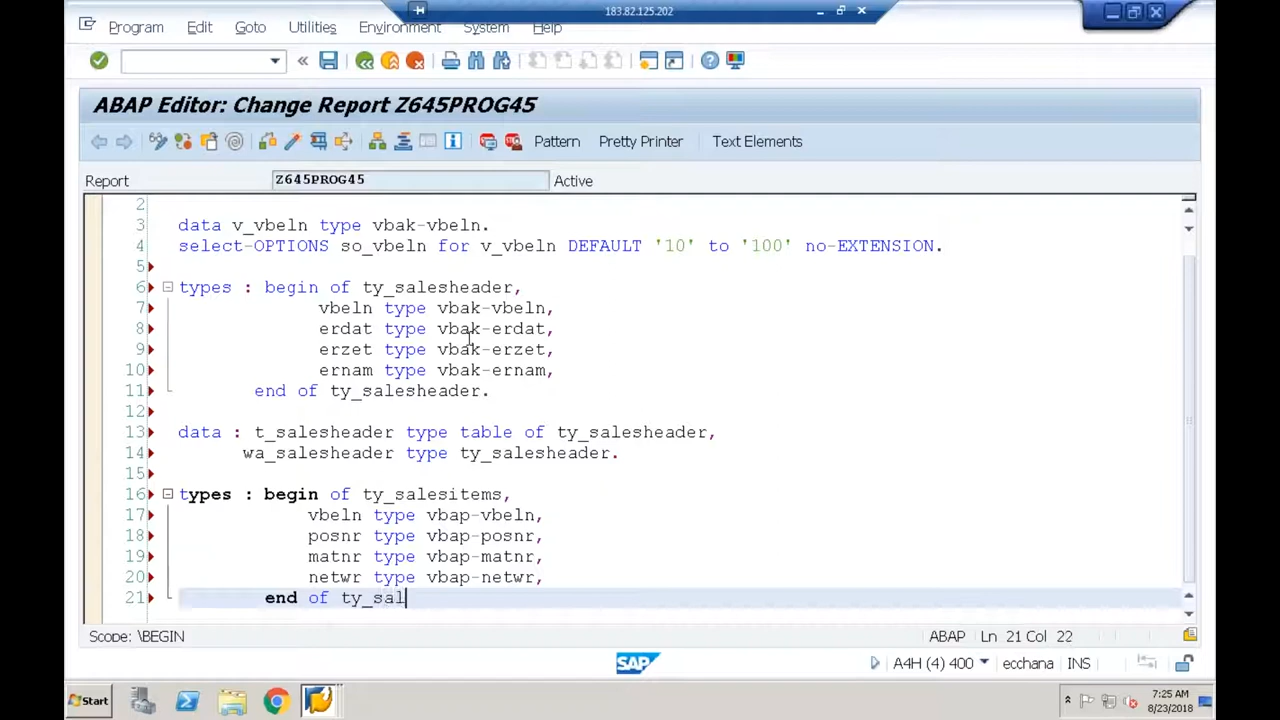 183.82.125.202
Program Edit Goto Utilities Environment System Help
ABAP Editor: Change Report Z645PROG45
Pattern Pretty Printer Text Elements
Report Z645PROG45 Active
2
3 data v_vbeln type vbak-vbeln.
4 select-OPTIONS so_vbeln for v_vbeln DEFAULT '10' to '100' no-EXTENSION.
5
6 types : begin of ty_salesheader,
7 vbeln type vbak-vbeln,
8 erdat type vbak-erdat,
9 erzet type vbak-erzet,
10 ernam type vbak-ernam,
11 end of ty_salesheader.
12
13 data : t_salesheader type table of ty_salesheader,
14 wa_salesheader type ty_salesheader.
15
16 types : begin of ty_salesitems,
17 vbeln type vbap-vbeln,
18 posnr type vbap-posnr,
19 matnr type vbap-matnr,
20 netwr type vbap-netwr,
21 end of ty_sal
Scope: \BEGIN ABAP Ln 21 Col 22
SAP A4H (4) 400 ecchana INS
Start 7:25 AM
8/23/2018